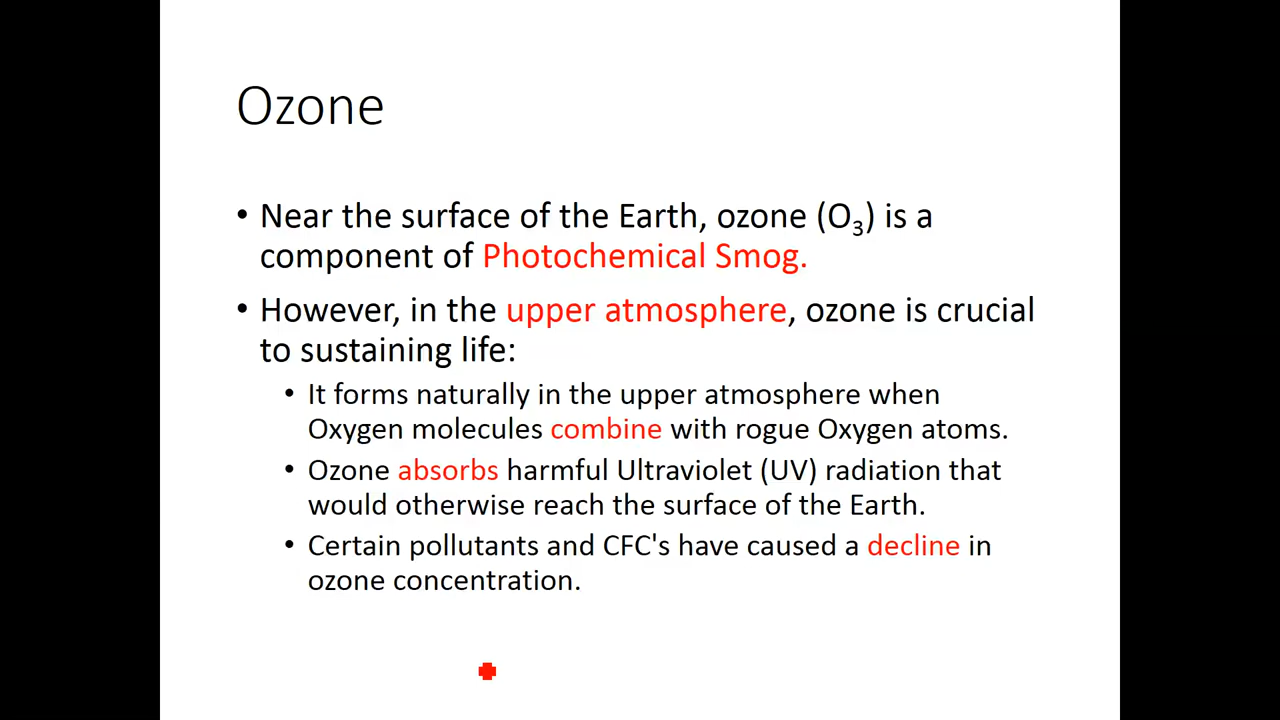 Ozone
• Near the surface of the Earth, ozone (O₃) is a
component of Photochemical Smog.
• However, in the upper atmosphere, ozone is crucial
to sustaining life:
• It forms naturally in the upper atmosphere when
Oxygen molecules combine with rogue Oxygen atoms.
• Ozone absorbs harmful Ultraviolet (UV) radiation that
would otherwise reach the surface of the Earth.
• Certain pollutants and CFC's have caused a decline in
ozone concentration.